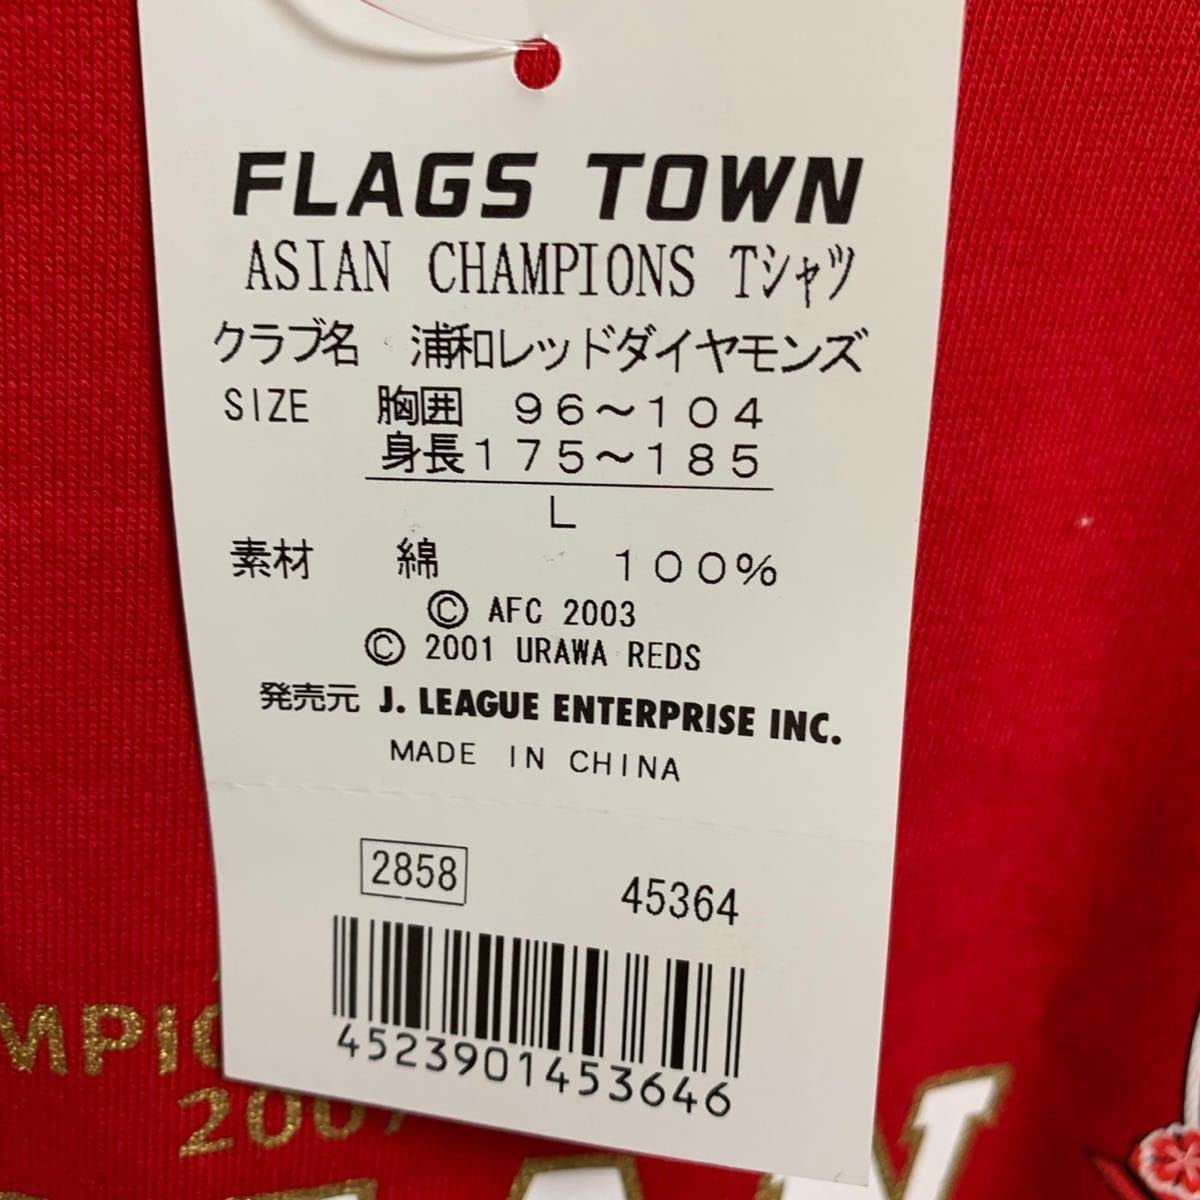 FLAGS TOWN
ASIAN CHAMPIONS Tシャツ
クラブ名 浦和レッドダイヤモンズ
SIZE 胸囲 96～104
身長175～185
L
素材 綿 100%
© AFC 2003
© 2001 URAWA REDS
発売元 J. LEAGUE ENTERPRISE INC.
MADE IN CHINA
2858 45364
4523901453646